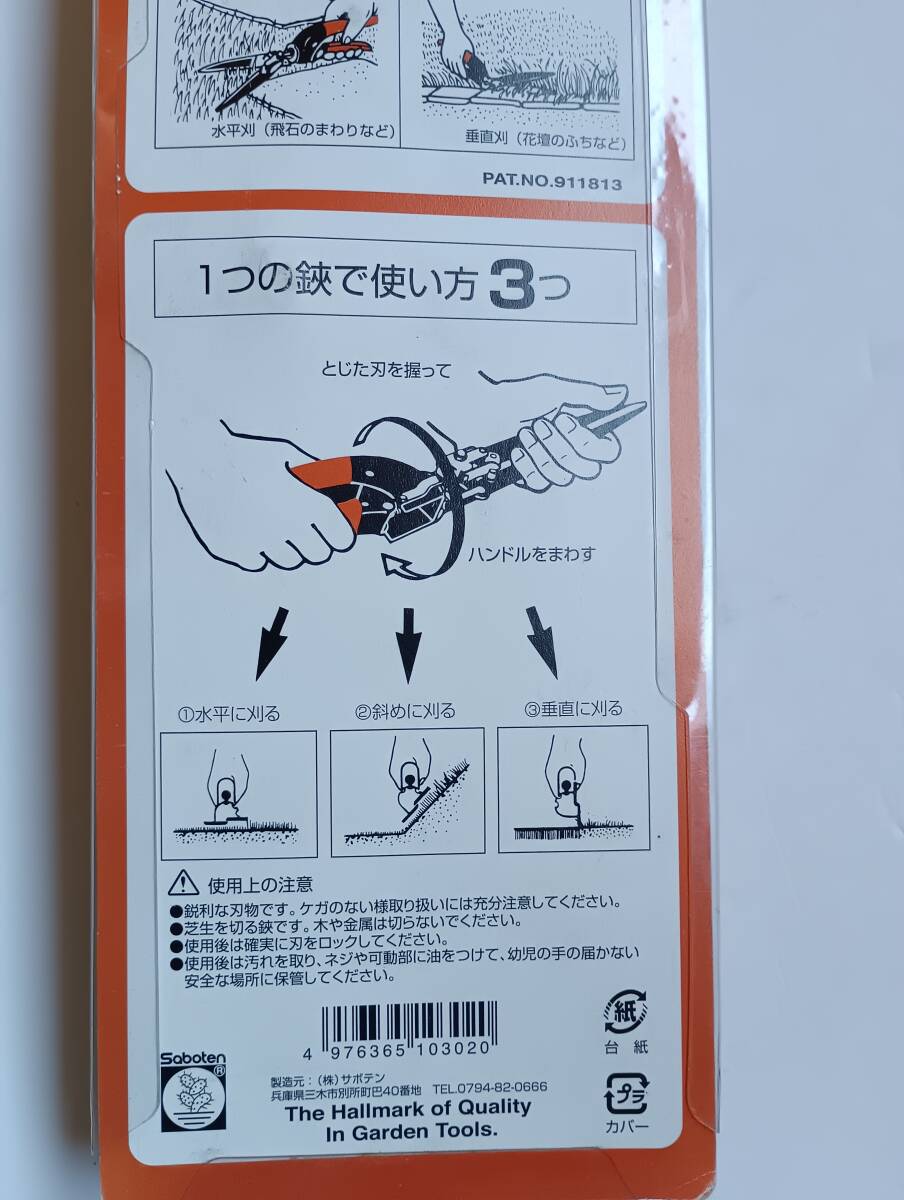 水平刈（飛石のまわりなど）
垂直刈（花壇のふちなど）
PAT.NO.911813
1つの鋏で使い方3つ
とじた刃を握って
ハンドルをまわす
①水平に刈る
②斜めに刈る
③垂直に刈る
使用上の注意
●鋭利な刃物です。ケガのない様取り扱いには充分注意してください。
●芝生を切る鋏です。木や金属は切らないでください。
●使用後は確実に刃をロックしてください。
●使用後は汚れを取り、ネジや可動部に油をつけて、幼児の手の届かない
安全な場所に保管してください。
4 976365 103020
紙
台紙
Saboten
®
製造元：（株）サボテン
兵庫県三木市別所町巴40番地 TEL.0794-82-0666
The Hallmark of Quality
In Garden Tools.
プラ
カバー